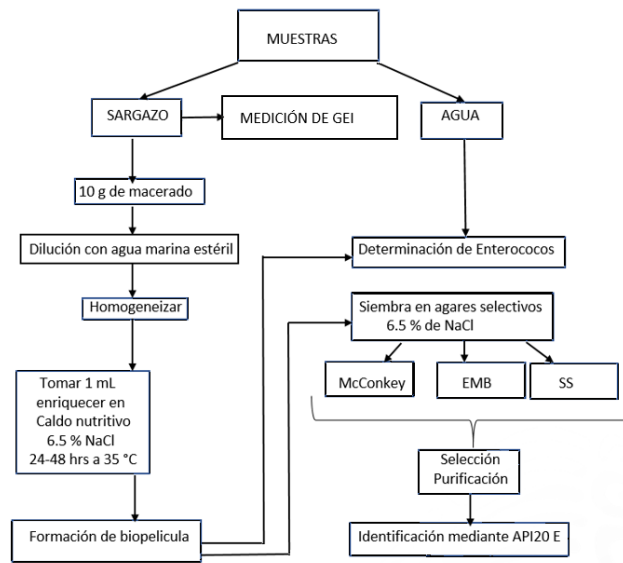 MUESTRAS
SARGAZO
MEDICIÓN DE GEI
AGUA
10 g de macerado
Dilución con agua marina estéril
Homogeneizar
Tomar 1 mL
enriquecer en
Caldo nutritivo
6.5 % NaCl
24-48 hrs a 35 °C
Formación de biopelicula
Determinación de Enterococos
Siembra en agares selectivos
6.5 % de NaCl
McConkey
EMB
SS
Selección
Purificación
Identificación mediante API20 E